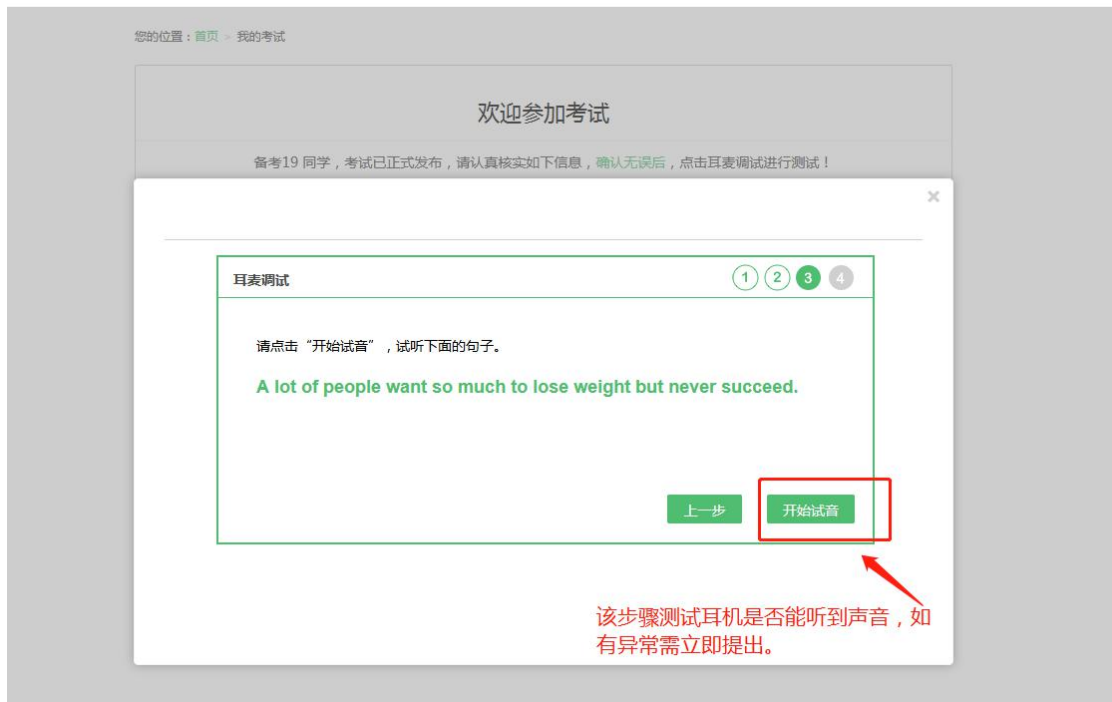 您的位置：首页 > 我的考试
欢迎参加考试
备考19 同学，考试已正式发布，请认真核实如下信息，确认无误后，点击耳麦调试进行测试！
×
耳麦调试
1 2 3 4
请点击“开始试音”，试听下面的句子。
A lot of people want so much to lose weight but never succeed.
上一步 开始试音
该步骤测试耳机是否能听到声音，如
有异常需立即提出。